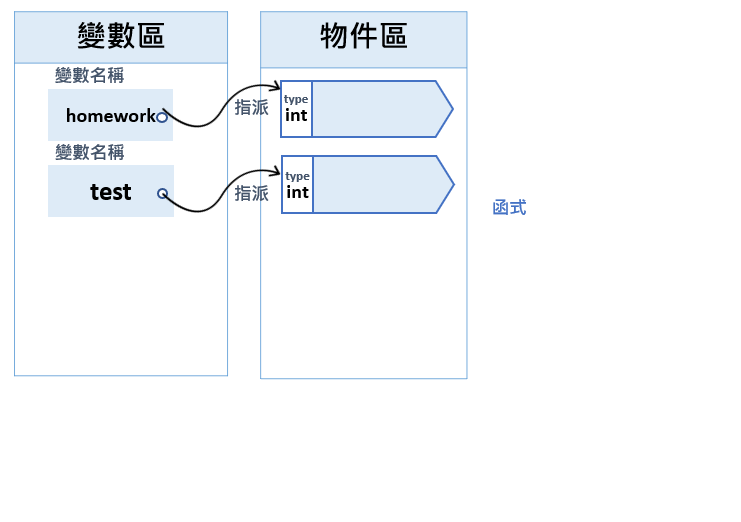 變數區
物件區
變數名稱
homework
指派
type
int
變數名稱
test
指派
type
int
函式